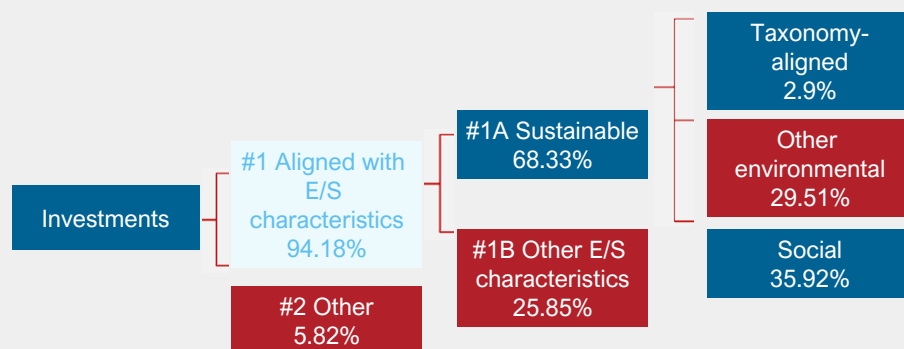 Investments
#1 Aligned with
E/S
characteristics
94.18%
#2 Other
5.82%
#1A Sustainable
68.33%
#1B Other E/S
characteristics
25.85%
Taxonomy-
aligned
2.9%
Other
environmental
29.51%
Social
35.92%